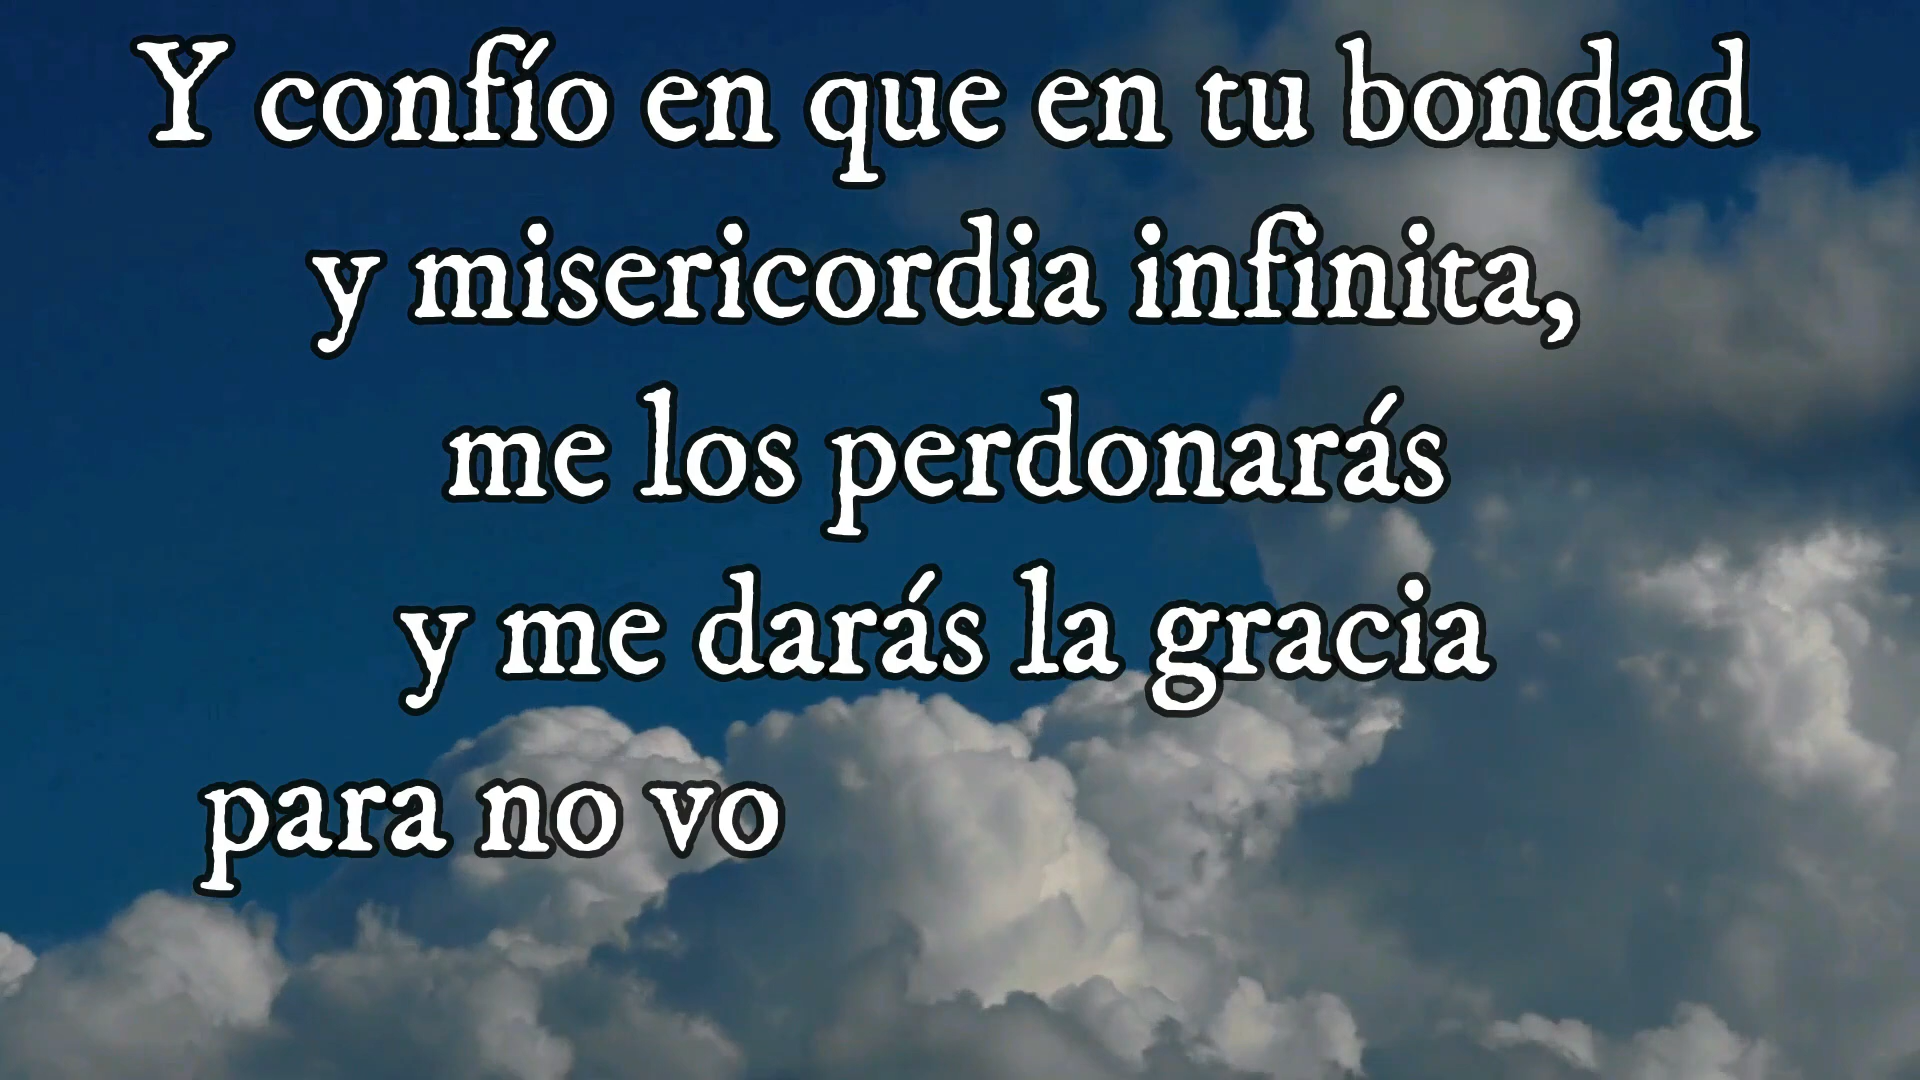 Y confío en que en tu bondad
y misericordia infinita,
me los perdonarás
y me darás la gracia
para no vo